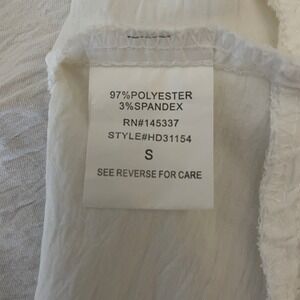 97%POLYESTER
3%SPANDEX
RN#145337
STYLE#HD31154
S
SEE REVERSE FOR CARE